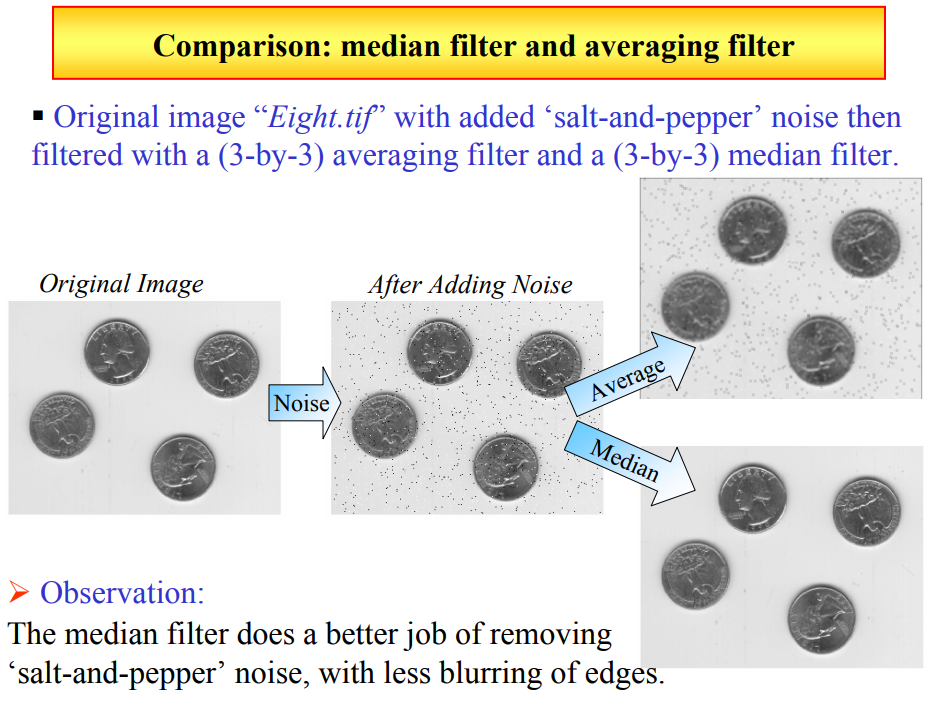 Comparison: median filter and averaging filter
▪ Original image “Eight.tif” with added ‘salt-and-pepper’ noise then
filtered with a (3-by-3) averaging filter and a (3-by-3) median filter.
Original Image
After Adding Noise
Noise
Average
Median
➢ Observation:
The median filter does a better job of removing
‘salt-and-pepper’ noise, with less blurring of edges.